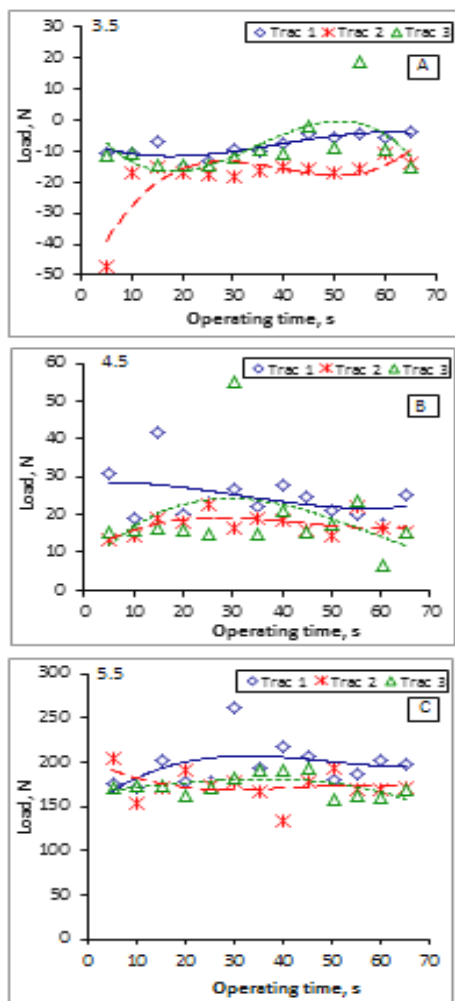 3.5
Trac 1 Trac 2 Trac 3
A
30
20
10
0
-10
-20
-30
-40
-50
Load, N
0 10 20 30 40 50 60 70
Operating time, s
4.5
Trac 1 Trac 2 Trac 3
B
60
50
40
30
20
10
0
Load, N
0 10 20 30 40 50 60 70
Operating time, s
5.5
Trac 1 Trac 2 Trac 3
C
300
250
200
150
100
50
0
Load, N
0 10 20 30 40 50 60 70
Operating time, s